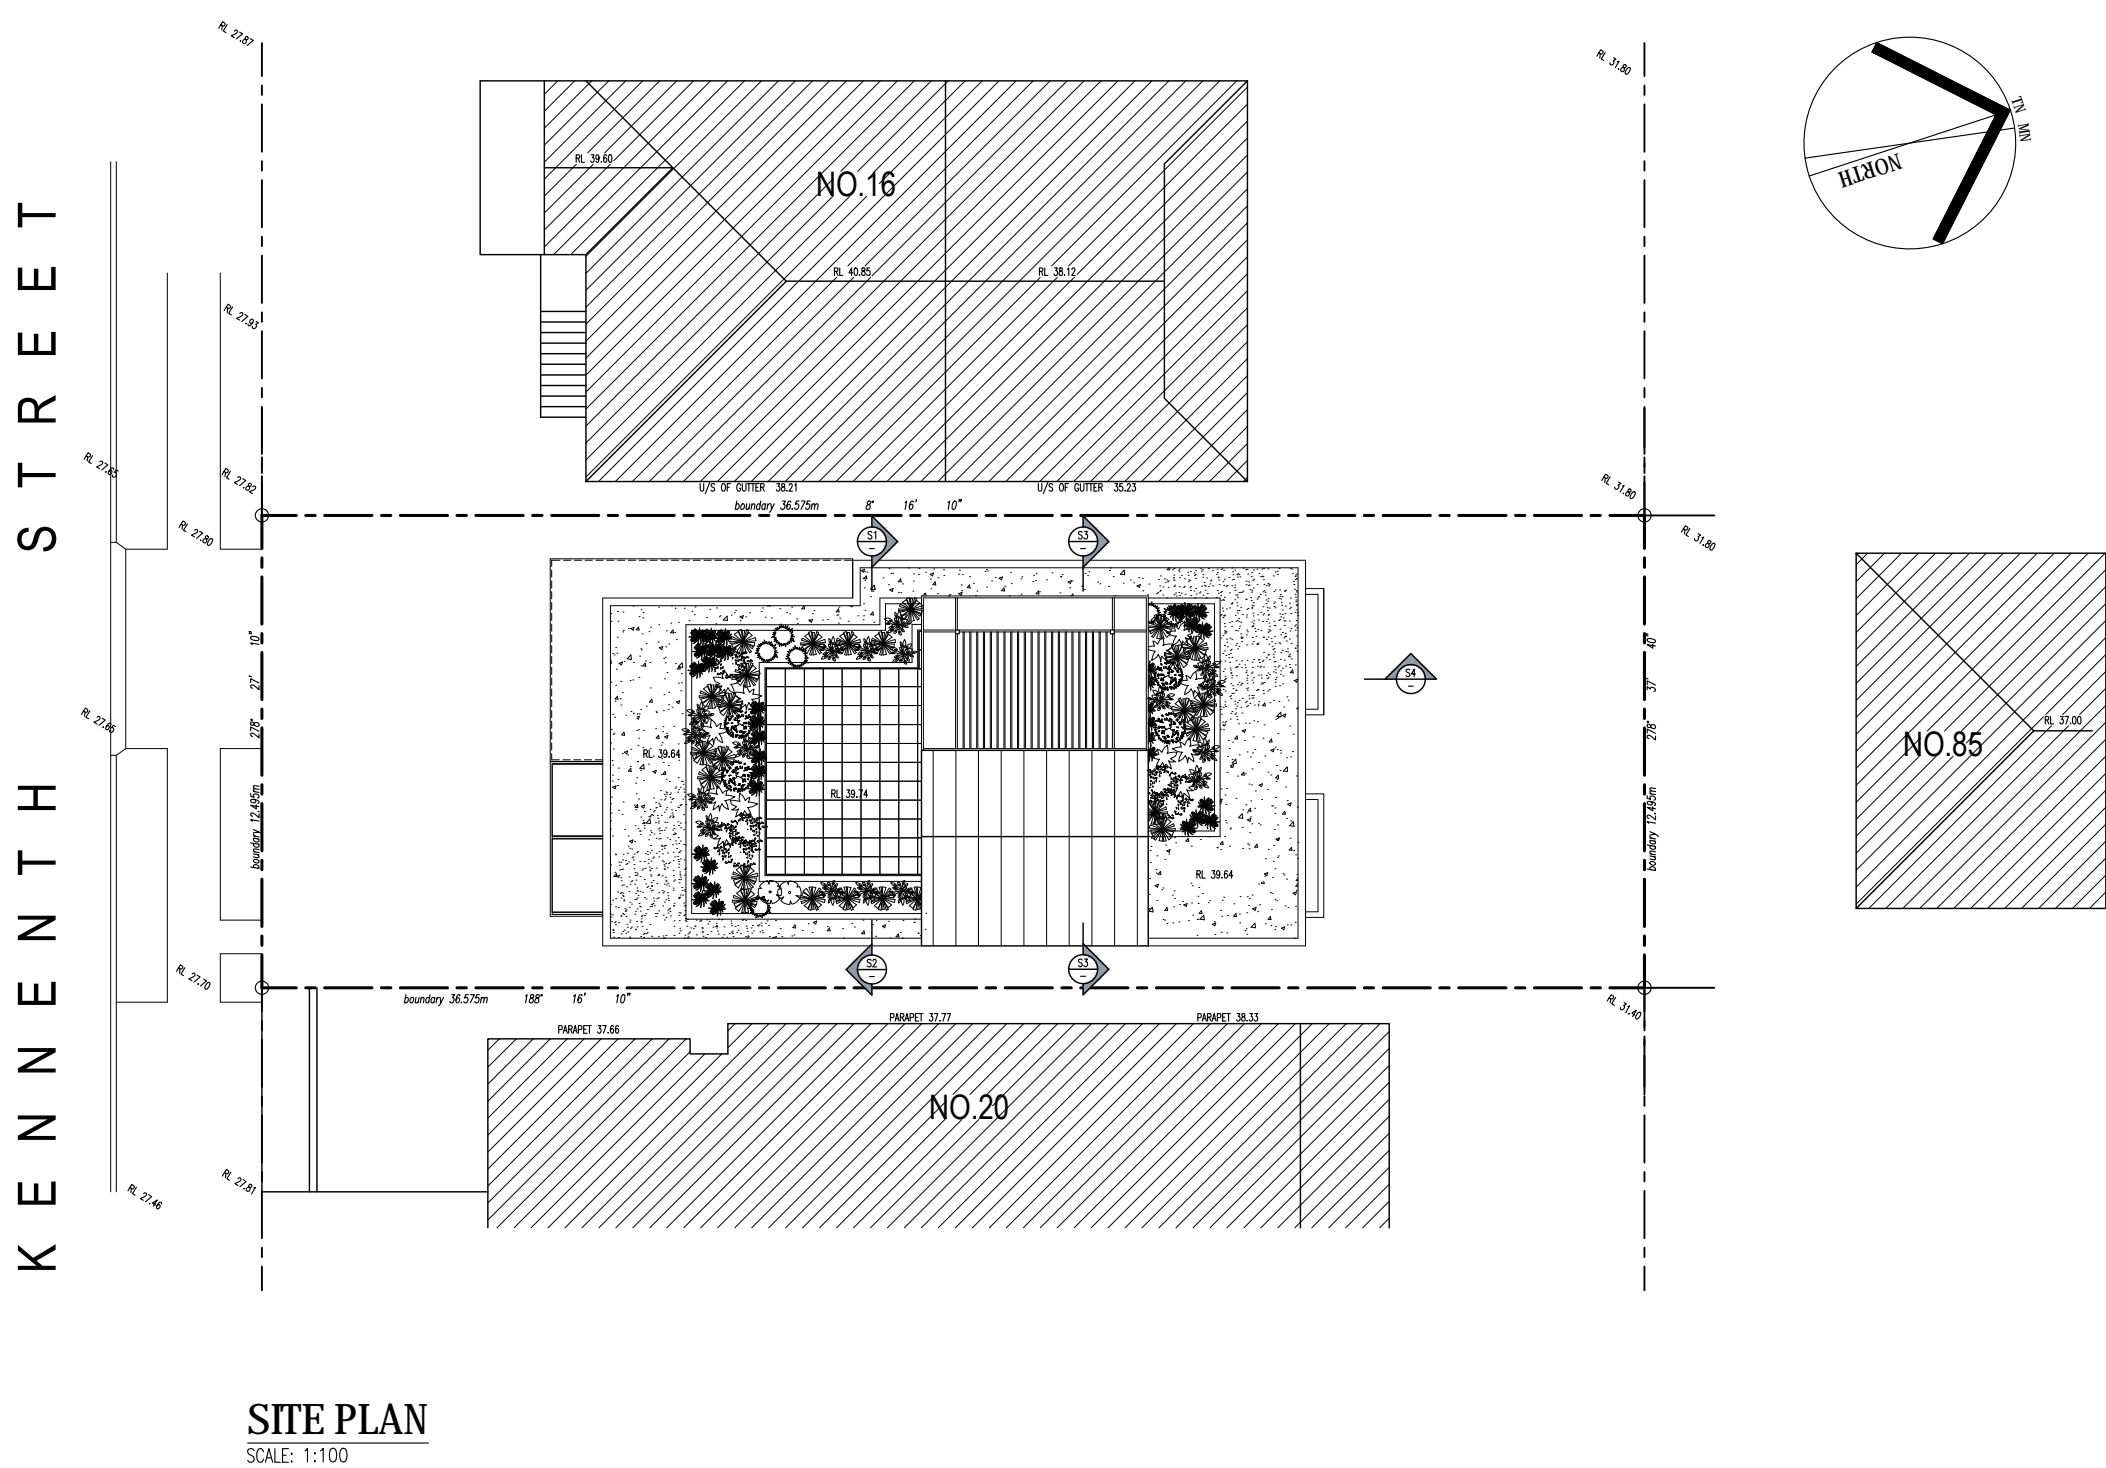 RL 27.87
RL 31.80
TN
MN
NORTH
RL 39.60
NO.16
RL 40.85
RL 38.12
RL 27.93
KENNENTH STREET
RL 27.65
RL 27.82
RL 27.80
U/S OF GUTTER 38.21
U/S OF GUTTER 35.23
boundary 36.575m 8° 16' 10"
RL 31.80
RL 31.80
S1
–
S3
–
S4
–
boundary 12.495m 278° 27' 10"
boundary 12.495m 278° 37' 40"
RL 27.66
RL 39.64
RL 39.74
RL 39.64
RL 37.00
NO.85
S2
–
S3
–
RL 27.70
boundary 36.575m 188° 16' 10"
RL 31.40
PARAPET 37.66
PARAPET 37.77
PARAPET 38.33
NO.20
RL 27.81
RL 27.46
SITE PLAN
SCALE: 1:100